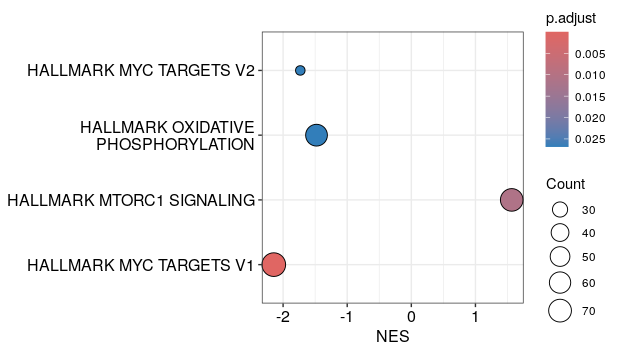 HALLMARK MYC TARGETS V2
HALLMARK OXIDATIVE
PHOSPHORYLATION
HALLMARK MTORC1 SIGNALING
HALLMARK MYC TARGETS V1
-2
-1
0
1
NES
p.adjust
0.005
0.010
0.015
0.020
0.025
Count
30
40
50
60
70